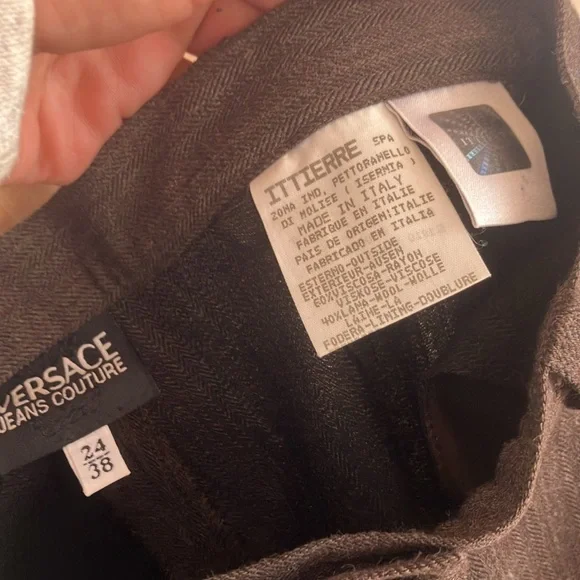 ITTIERRE SPA
ZONA IND. PETTORANELLO
DI MOLISE ( ISERNIA )
MADE IN ITALY
FABRIQUE EN ITALIE
PAIS DE ORIGEN:ITALIE
FABRICADO EN ITALIA
ESTERNO-OUTSIDE
EXTERIEUR-AUSEN
60%VISCOSA-RAYON
VISKOSE-VISCOSE
40%LANA-WOOL-WOLLE
LAINE-LA
FODERA-LINING-DOUBLURE
VERSACE
JEANS COUTURE
24
38